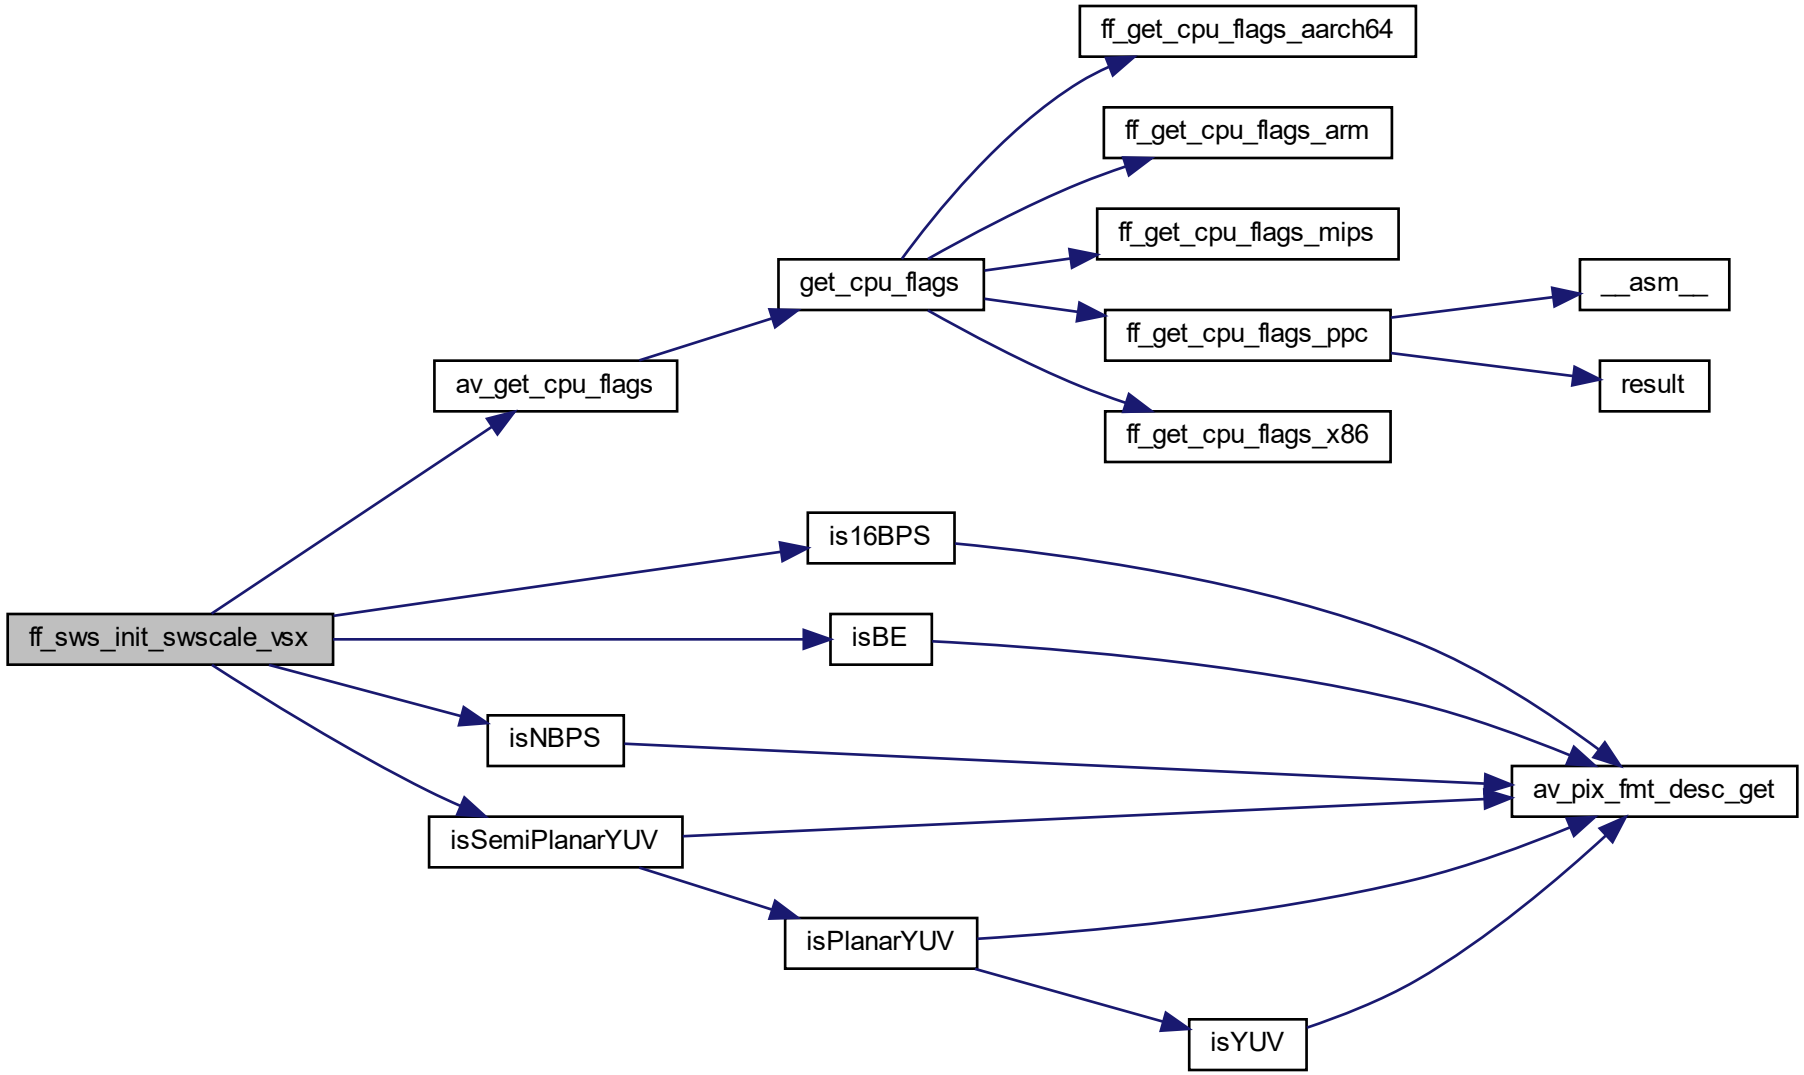 ff_get_cpu_flags_aarch64
ff_get_cpu_flags_arm
ff_get_cpu_flags_mips
get_cpu_flags
__asm__
ff_get_cpu_flags_ppc
av_get_cpu_flags
result
ff_get_cpu_flags_x86
is16BPS
ff_sws_init_swscale_vsx
isBE
isNBPS
av_pix_fmt_desc_get
isSemiPlanarYUV
isPlanarYUV
isYUV